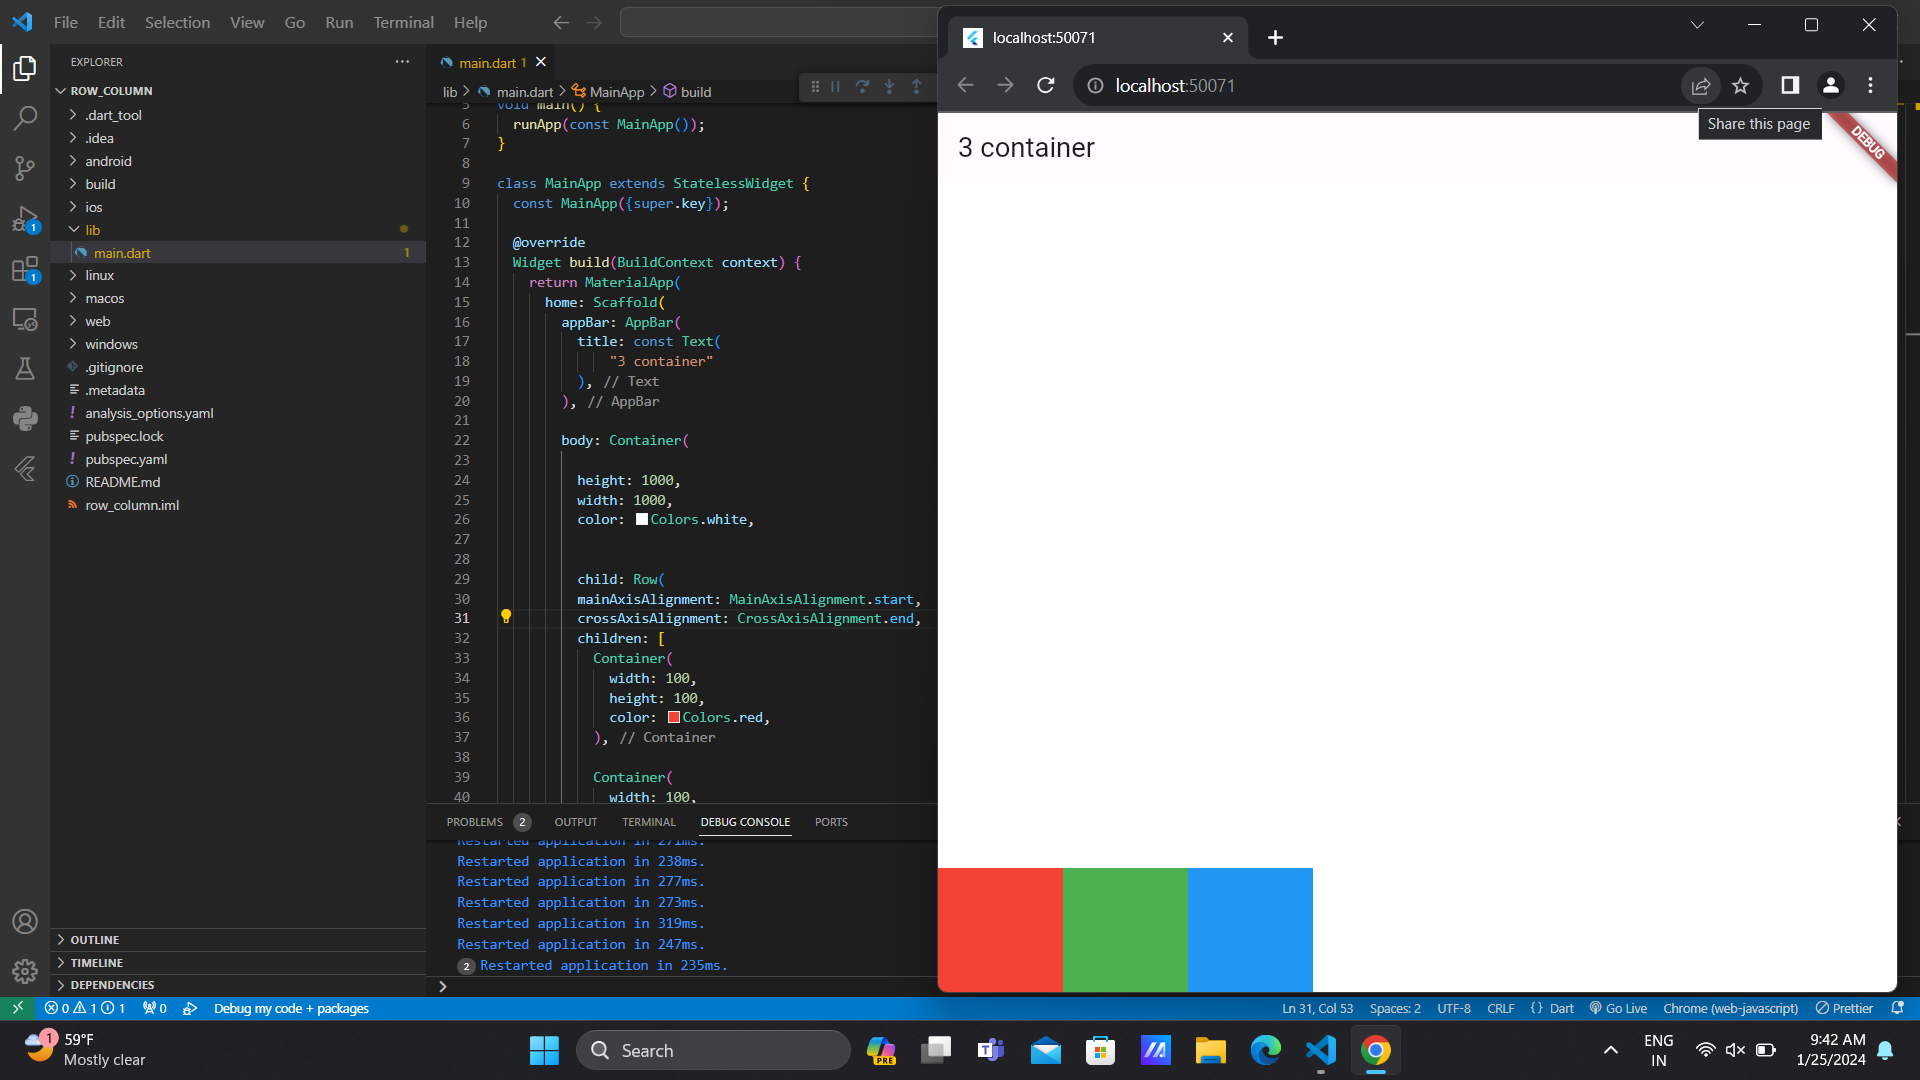 File Edit Selection View Go Run Terminal Help
EXPLORER
ROW_COLUMN
.dart_tool
.idea
android
build
ios
lib
main.dart 1
linux
macos
web
windows
.gitignore
.metadata
analysis_options.yaml
pubspec.lock
pubspec.yaml
README.md
row_column.iml
OUTLINE
TIMELINE
DEPENDENCIES
1
1
main.dart 1
lib > main.dart > MainApp > build
5 void main() {
6 runApp(const MainApp());
7 }
8
9 class MainApp extends StatelessWidget {
10 const MainApp({super.key});
11
12 @override
13 Widget build(BuildContext context) {
14 return MaterialApp(
15 home: Scaffold(
16 appBar: AppBar(
17 title: const Text(
18 "3 container"
19 ), // Text
20 ), // AppBar
21
22 body: Container(
23
24 height: 1000,
25 width: 1000,
26 color: Colors.white,
27
28
29 child: Row(
30 mainAxisAlignment: MainAxisAlignment.start,
31 crossAxisAlignment: CrossAxisAlignment.end,
32 children: [
33 Container(
34 width: 100,
35 height: 100,
36 color: Colors.red,
37 ), // Container
38
39 Container(
40 width: 100,
PROBLEMS 2 OUTPUT TERMINAL DEBUG CONSOLE PORTS
Restarted application in 271ms.
Restarted application in 238ms.
Restarted application in 277ms.
Restarted application in 273ms.
Restarted application in 319ms.
Restarted application in 247ms.
2 Restarted application in 235ms.
localhost:50071
localhost:50071
Share this page
3 container
DEBUG
0 1 1 0 Debug my code + packages
Ln 31, Col 53 Spaces: 2 UTF-8 CRLF {} Dart Go Live Chrome (web-javascript) Prettier
1
59°F
Mostly clear
Search
PRE
ENG
IN
9:42 AM
1/25/2024